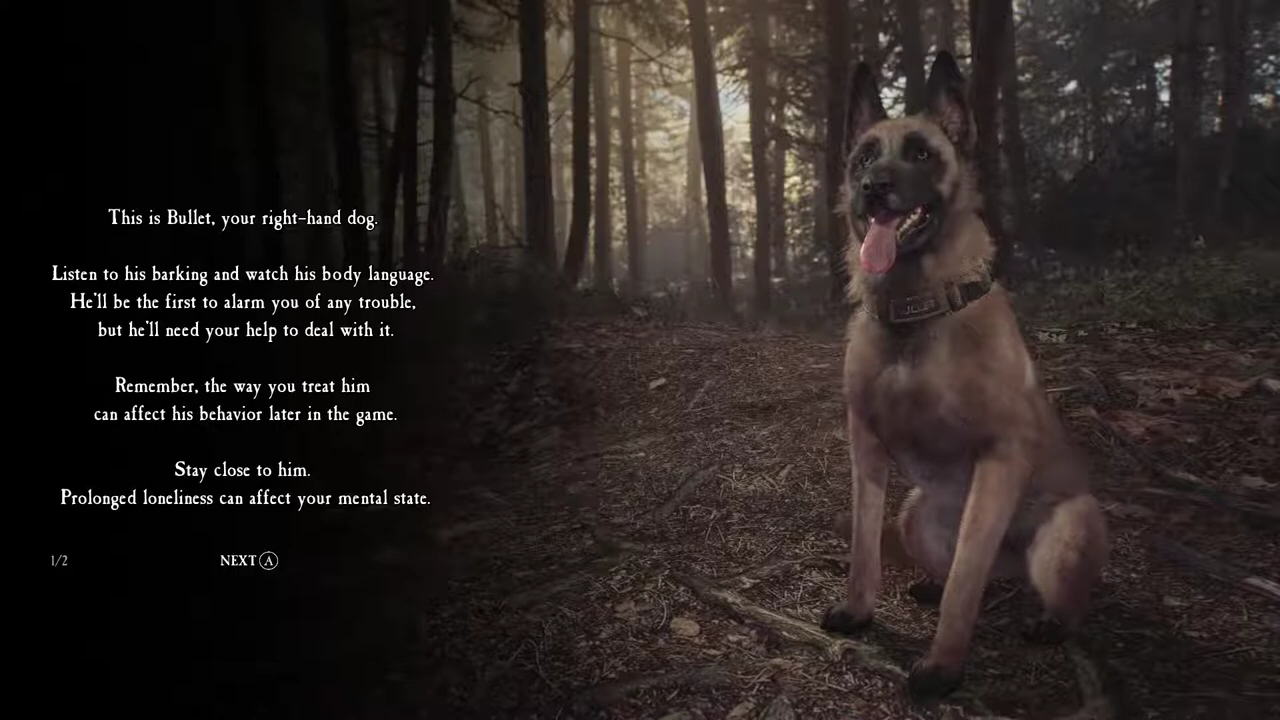 This is Bullet, your right-hand dog.
Listen to his barking and watch his body language.
He'll be the first to alarm you of any trouble,
but he'll need your help to deal with it.
Remember, the way you treat him
can affect his behavior later in the game.
Stay close to him.
Prolonged loneliness can affect your mental state.
1/2
NEXT A